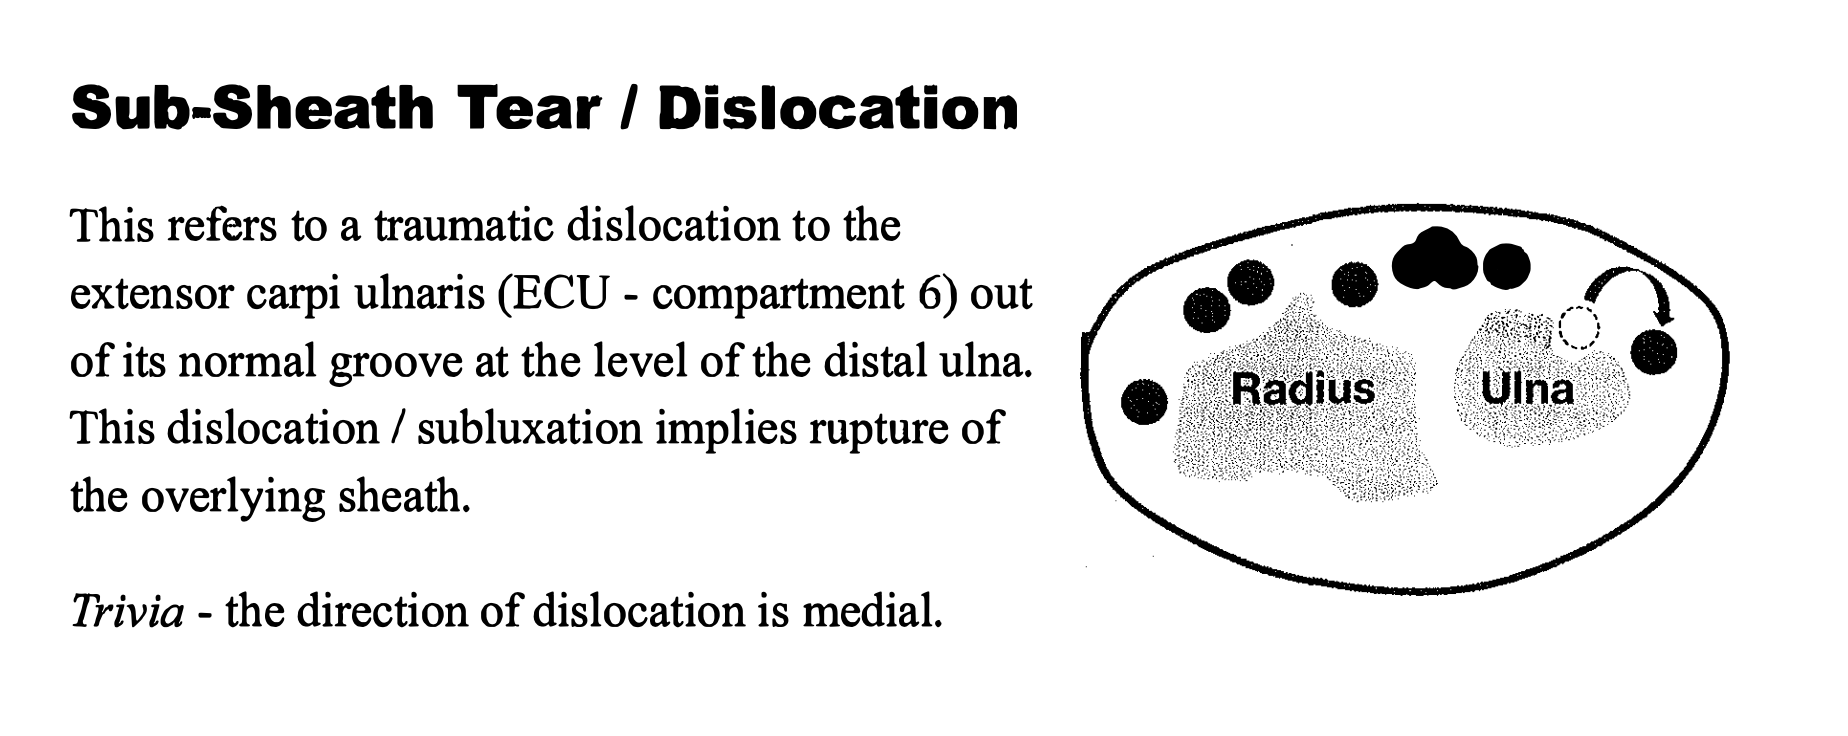 Sub-Sheath Tear / Dislocation
This refers to a traumatic dislocation to the
extensor carpi ulnaris (ECU - compartment 6) out
of its normal groove at the level of the distal ulna.
This dislocation / subluxation implies rupture of
the overlying sheath.
Trivia - the direction of dislocation is medial.
Radius
Ulna